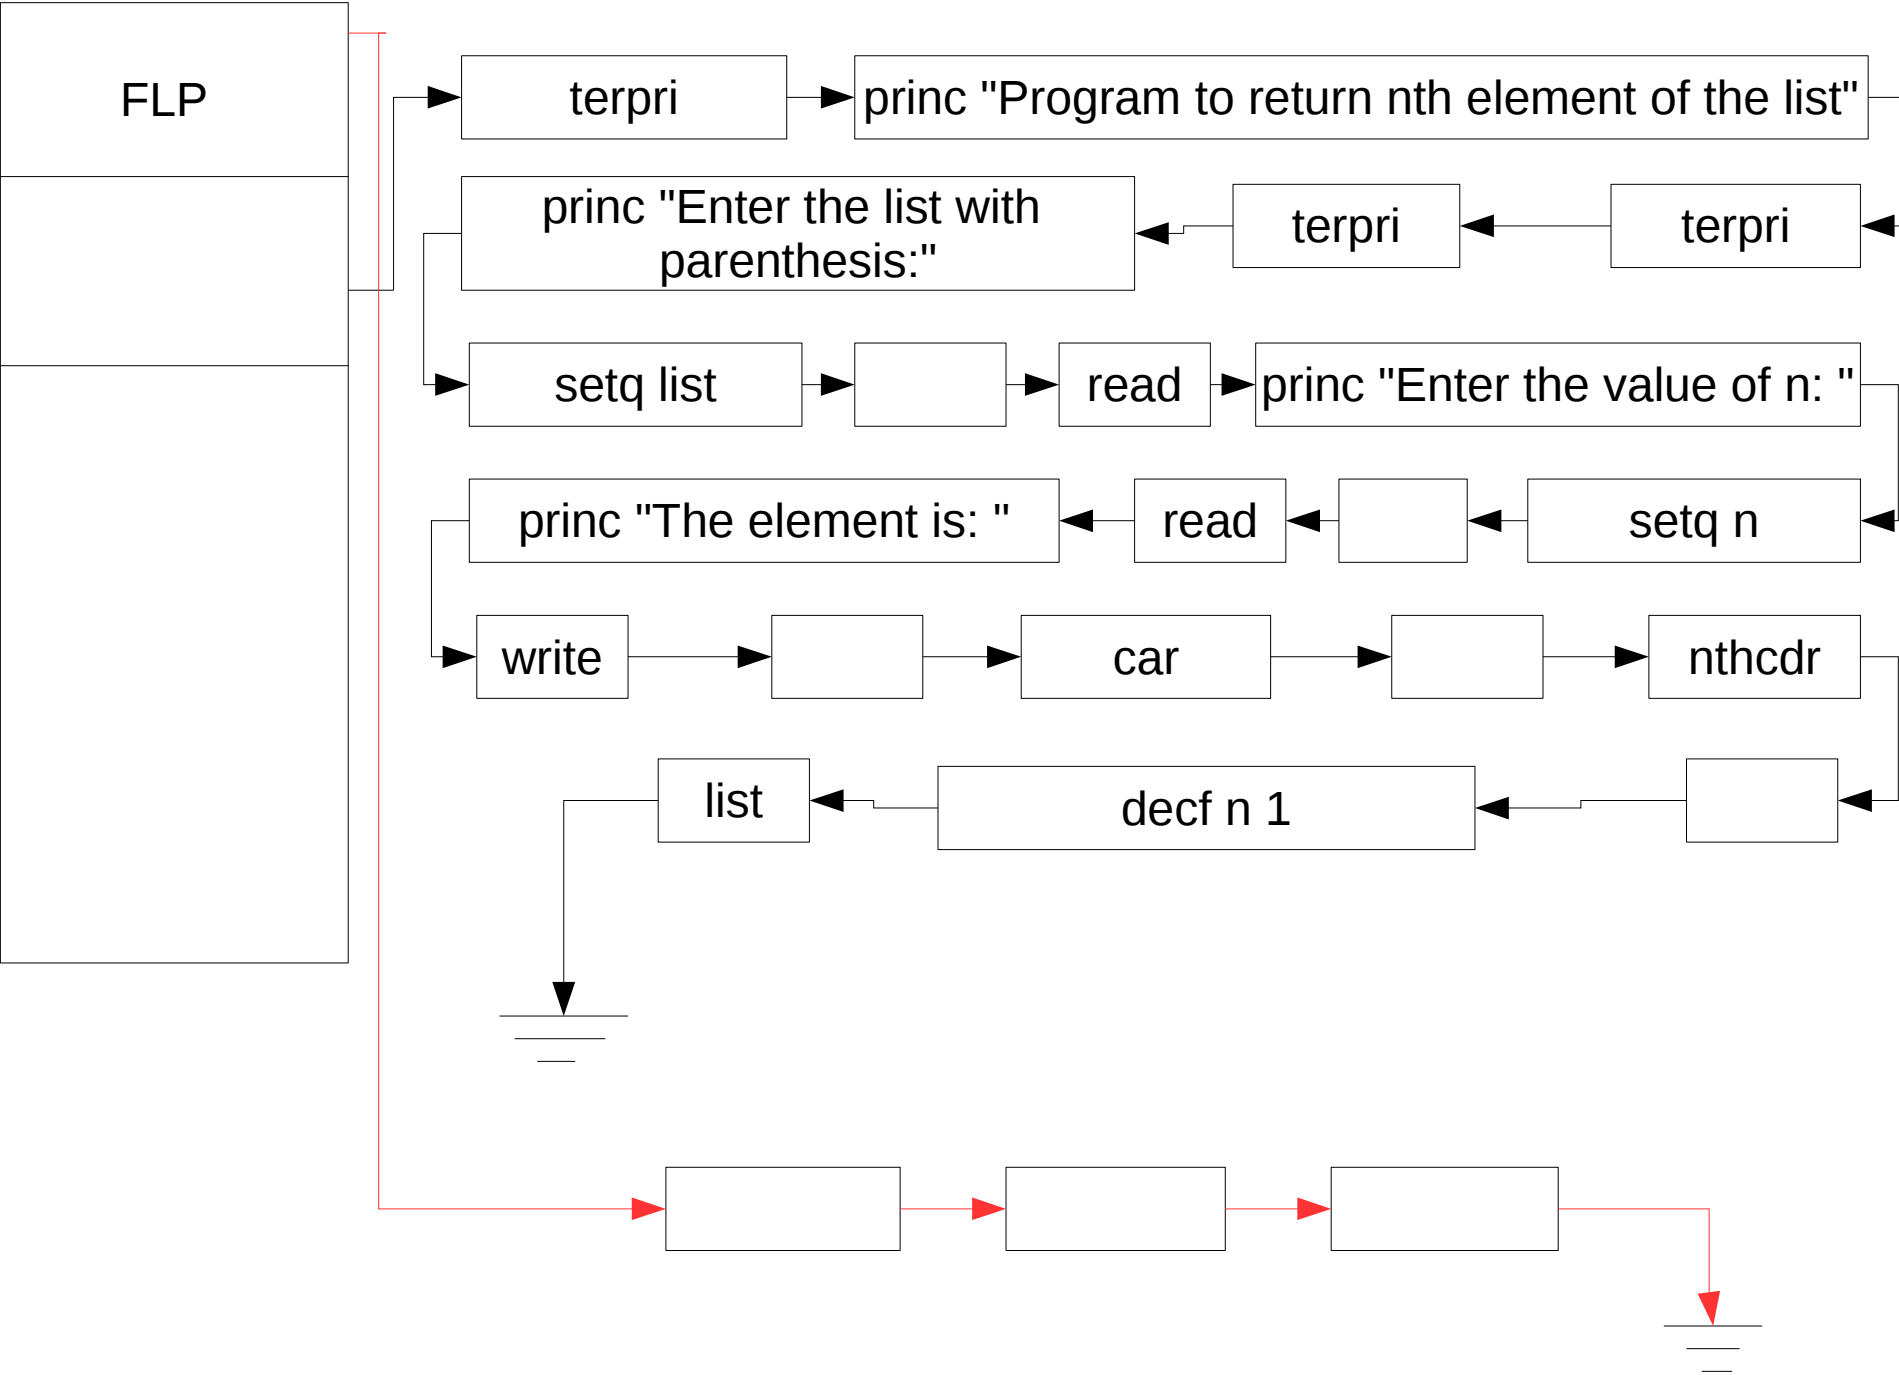 FLP
terpri
princ "Program to return nth element of the list"
terpri
terpri
princ "Enter the list with
parenthesis:"
setq list
read
princ "Enter the value of n: "
setq n
read
princ "The element is: "
write
car
nthcdr
decf n 1
list